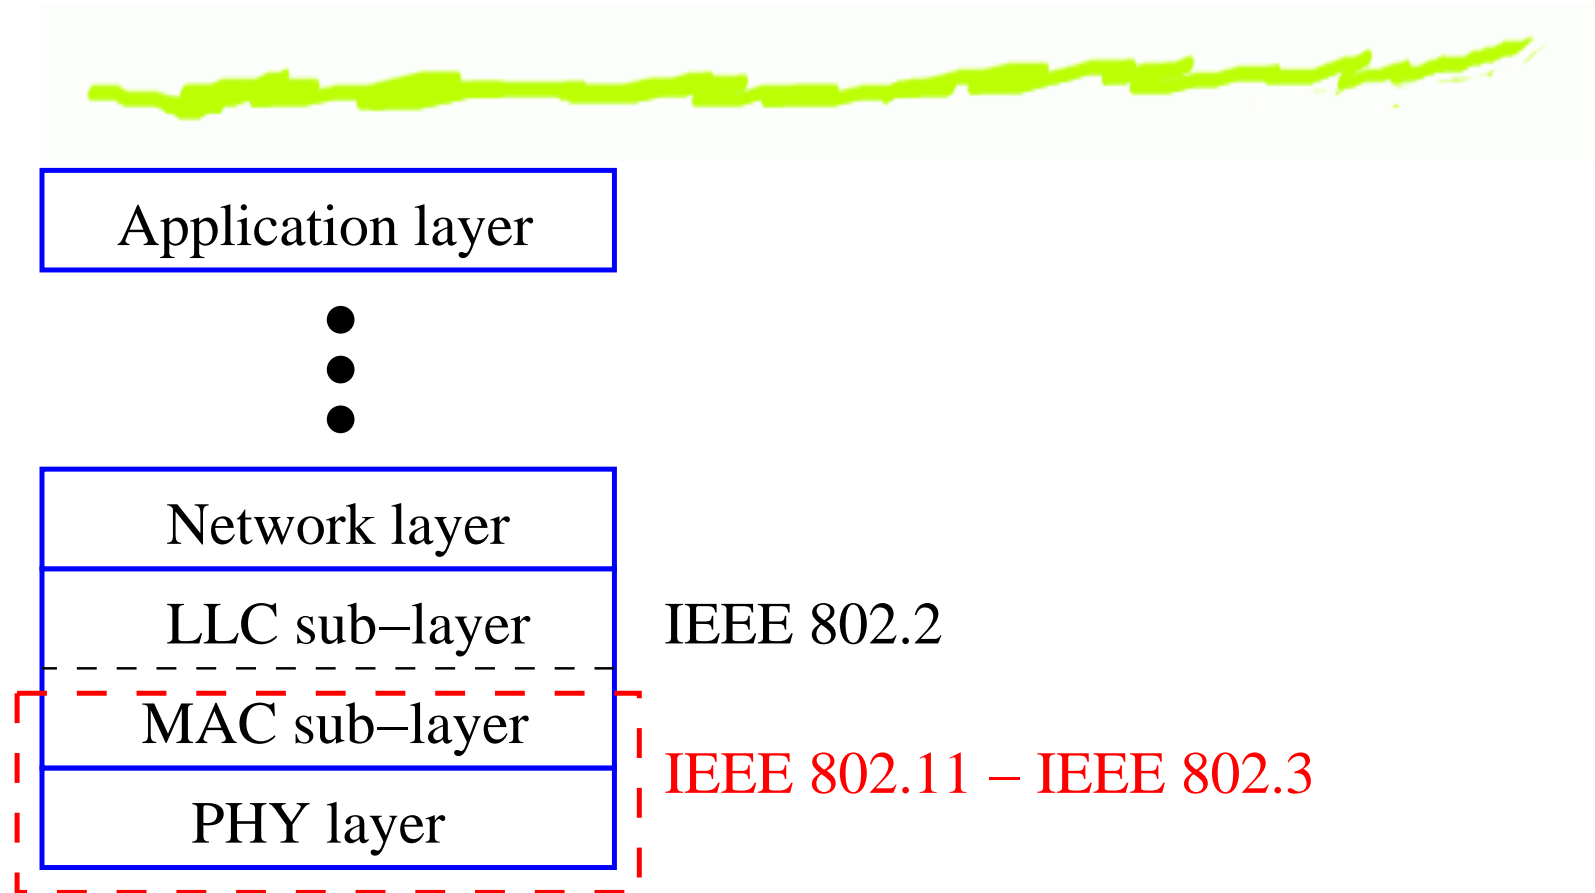 Application layer
Network layer
LLC sub–layer
IEEE 802.2
MAC sub–layer
IEEE 802.11 – IEEE 802.3
PHY layer